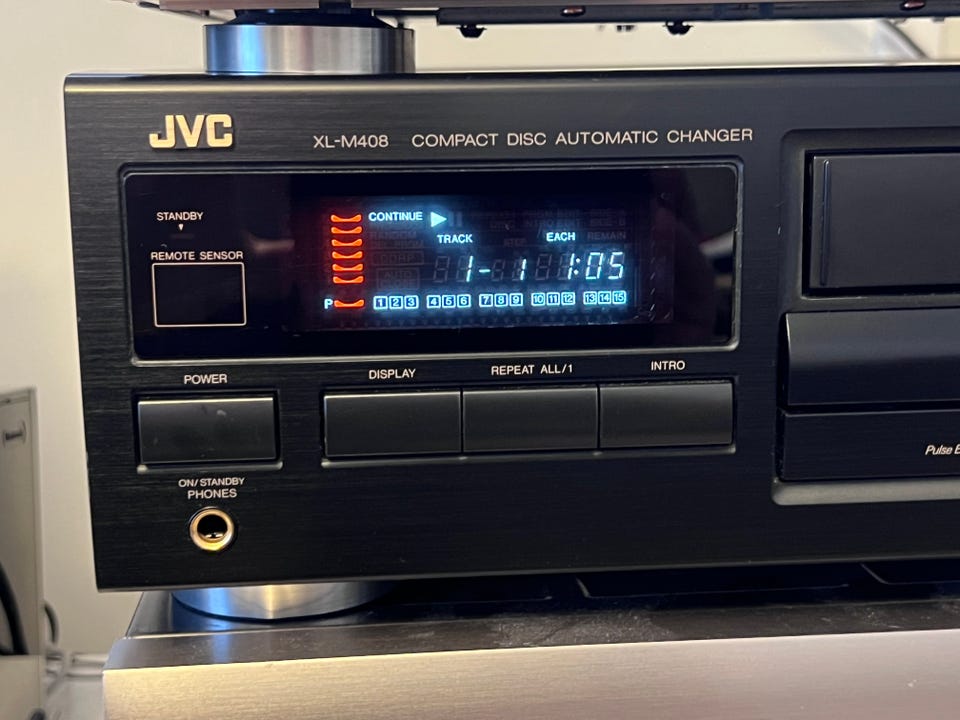 JVC
XL-M408 COMPACT DISC AUTOMATIC CHANGER
STANDBY
REMOTE SENSOR
CONTINUE
TRACK EACH REMAIN
1- 1 1:05
P 1 2 3 4 5 6 7 8 9 10 11 12 13 14 15
POWER
DISPLAY
REPEAT ALL/1
INTRO
ON/STANDBY
PHONES
Pulse